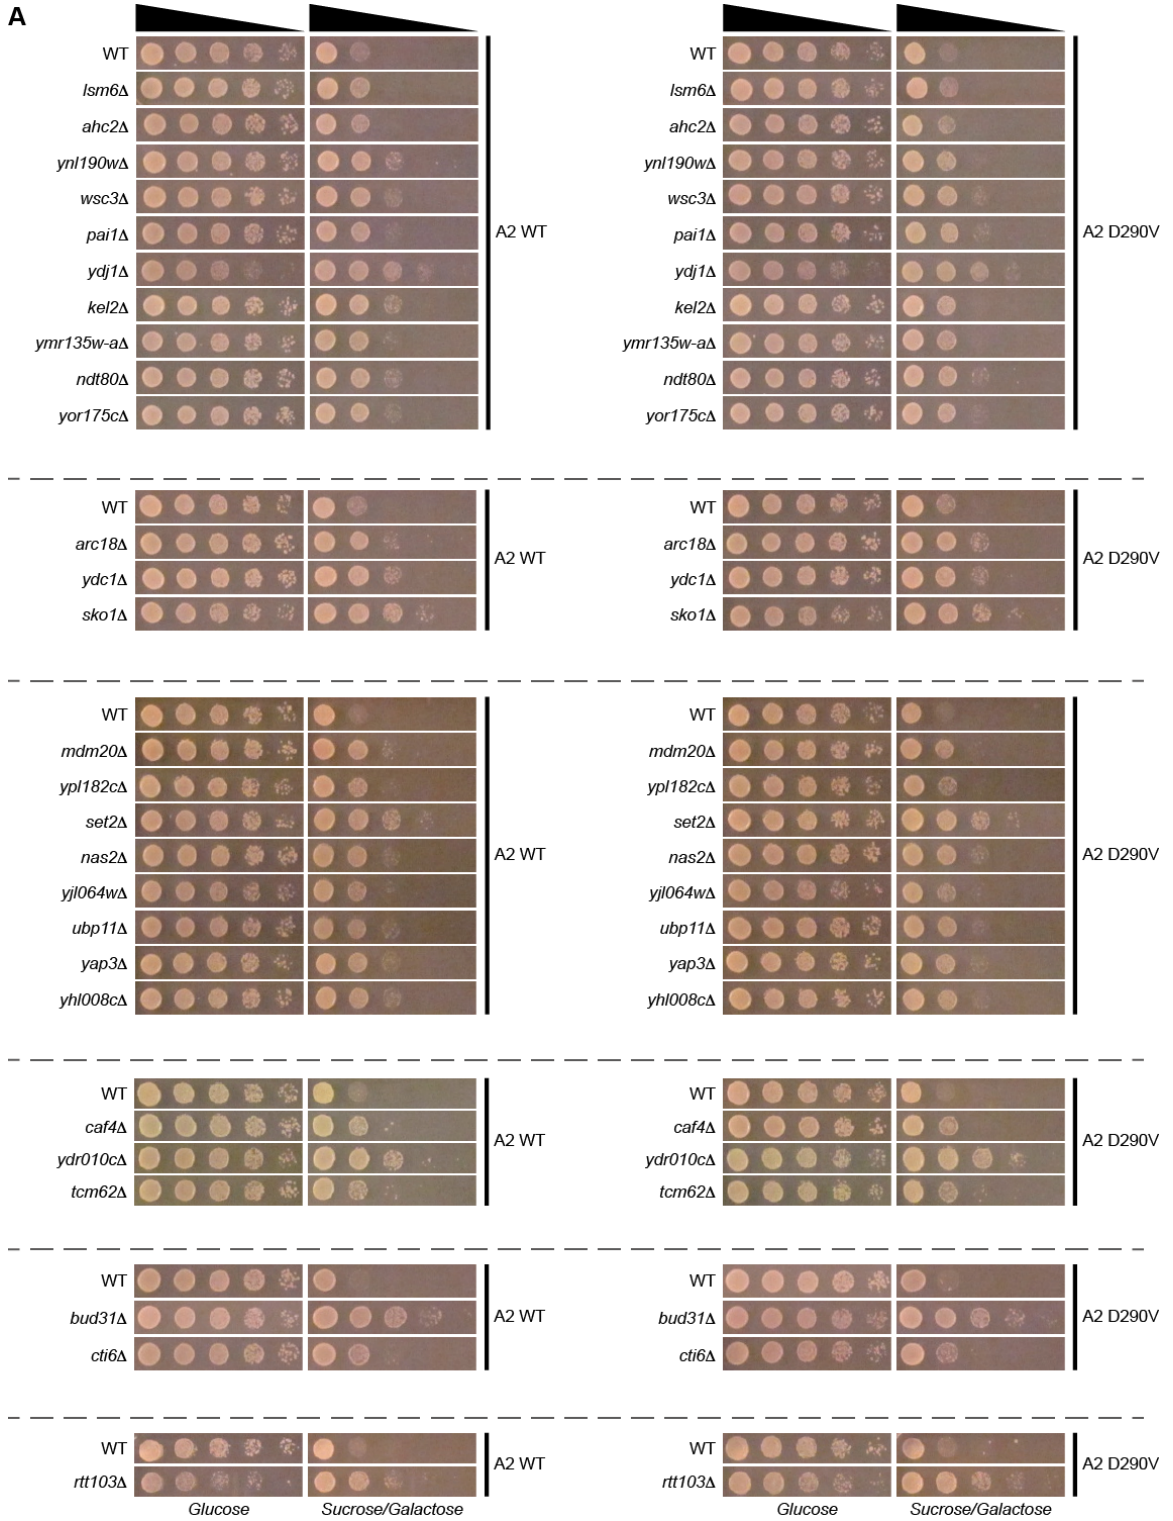 A
WT WT
lsm6Δ lsm6Δ
ahc2Δ ahc2Δ
ynl190wΔ ynl190wΔ
wsc3Δ wsc3Δ
pai1Δ A2 WT pai1Δ A2 D290V
ydj1Δ ydj1Δ
kel2Δ kel2Δ
ymr135w-aΔ ymr135w-aΔ
ndt80Δ ndt80Δ
yor175cΔ yor175cΔ
WT WT
arc18Δ A2 WT arc18Δ A2 D290V
ydc1Δ ydc1Δ
sko1Δ sko1Δ
WT WT
mdm20Δ mdm20Δ
ypl182cΔ ypl182cΔ
set2Δ set2Δ
nas2Δ A2 WT nas2Δ A2 D290V
yjl064wΔ yjl064wΔ
ubp11Δ ubp11Δ
yap3Δ yap3Δ
yhl008cΔ yhl008cΔ
WT WT
caf4Δ A2 WT caf4Δ A2 D290V
ydr010cΔ ydr010cΔ
tcm62Δ tcm62Δ
WT WT
bud31Δ A2 WT bud31Δ A2 D290V
cti6Δ cti6Δ
WT A2 WT WT A2 D290V
rtt103Δ rtt103Δ
Glucose Sucrose/Galactose Glucose Sucrose/Galactose